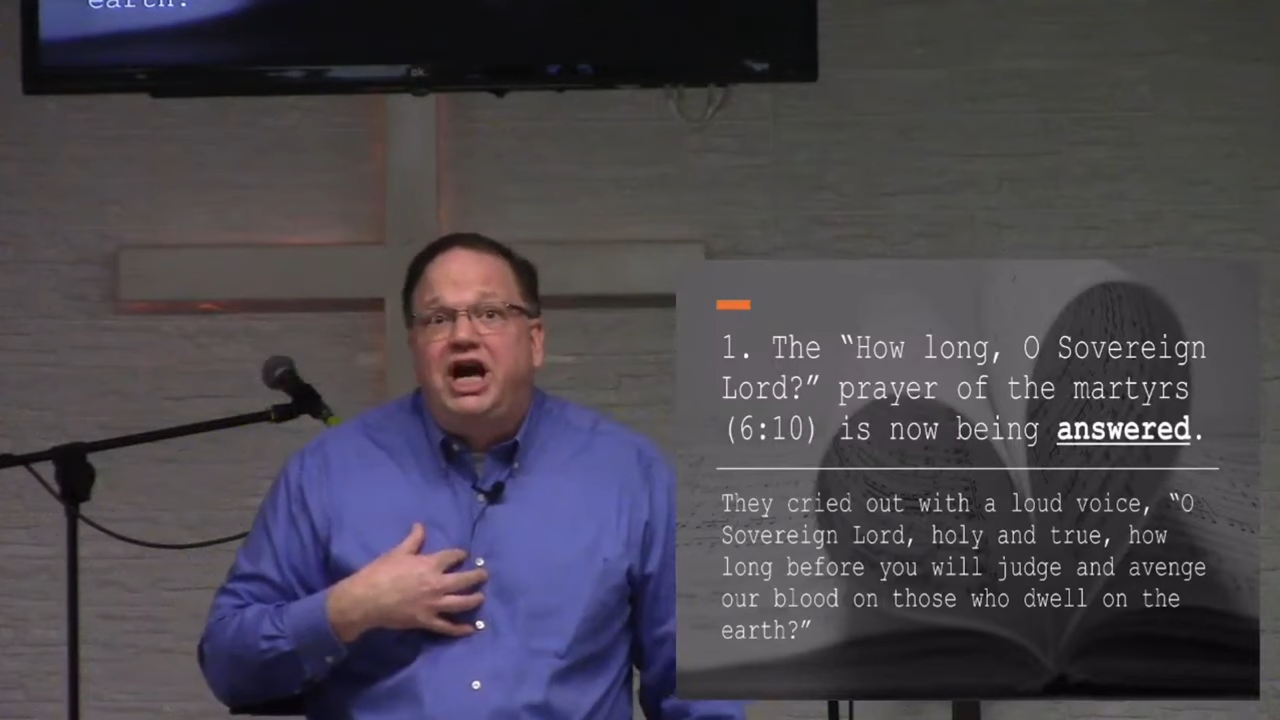 earth?
1. The “How long, O Sovereign
Lord?” prayer of the martyrs
(6:10) is now being answered.
They cried out with a loud voice, “O
Sovereign Lord, holy and true, how
long before you will judge and avenge
our blood on those who dwell on the
earth?”